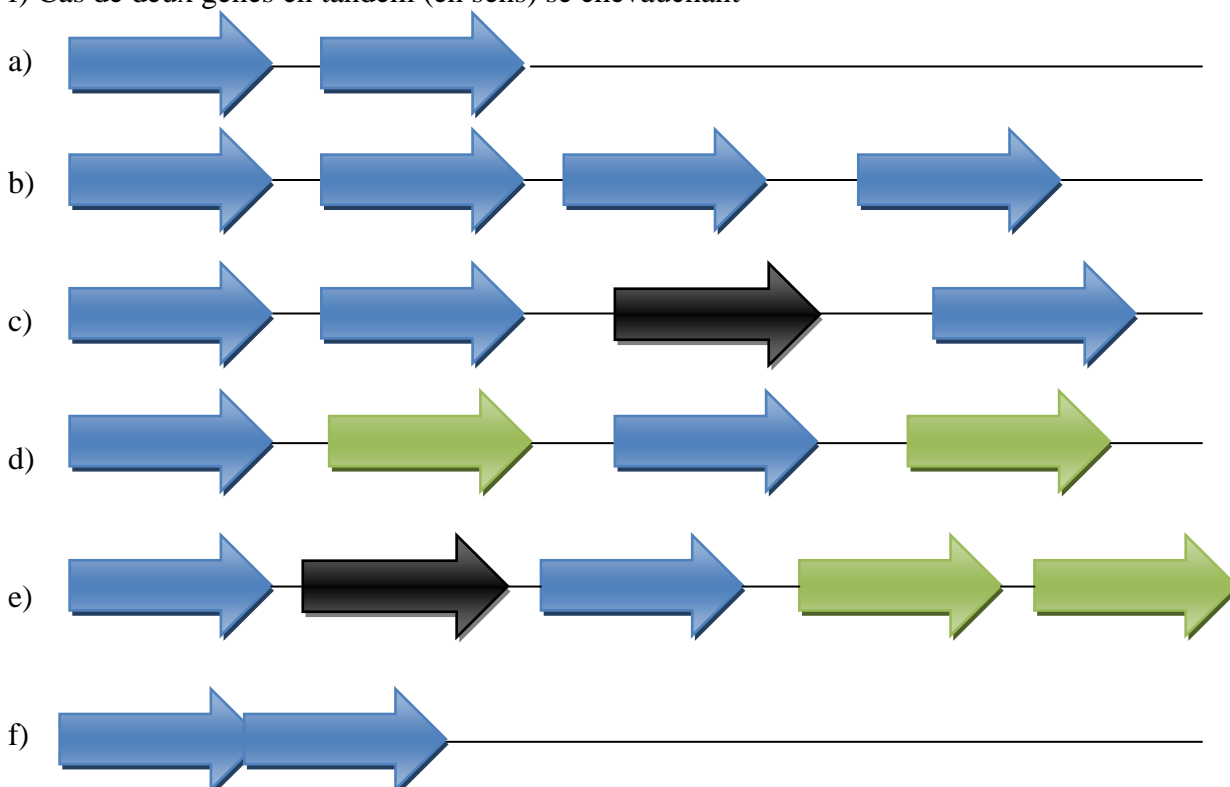 f) Cas de deux gènes en tandem (en sens) se chevauchant
a)
b)
c)
d)
e)
f)